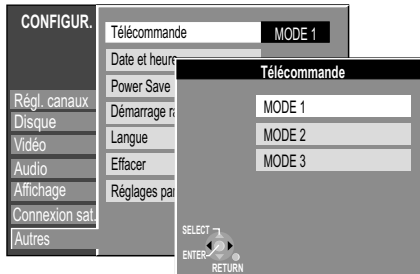 CONFIGUR.
Télécommande MODE 1
Date et heure
Power Save
Démarrage
Langue
Effacer
Réglages
Régl. canaux
Disque
Vidéo
Audio
Affichage
Connexion sat.
Autres
Télécommande
MODE 1
MODE 2
MODE 3
SELECT
ENTER
RETURN